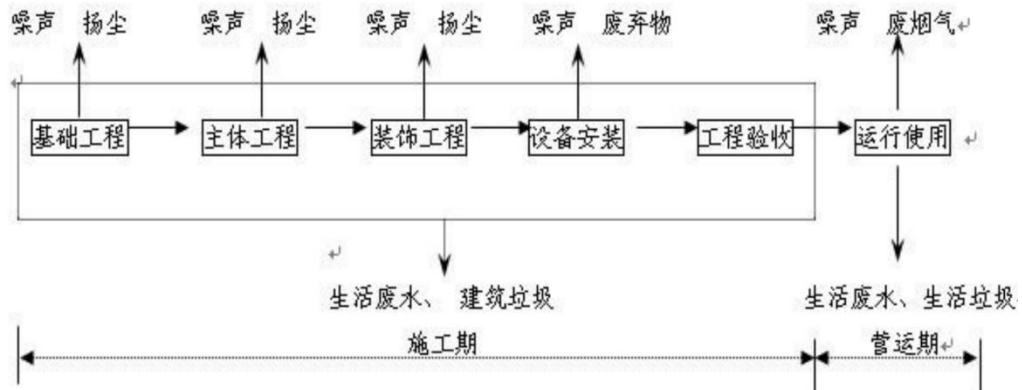 噪声 扬尘 噪声 扬尘 噪声 扬尘 噪声 废弃物 噪声 废烟气
基础工程 主体工程 装饰工程 设备安装 工程验收 运行使用
生活废水、 建筑垃圾 生活废水、生活垃圾
施工期 营运期